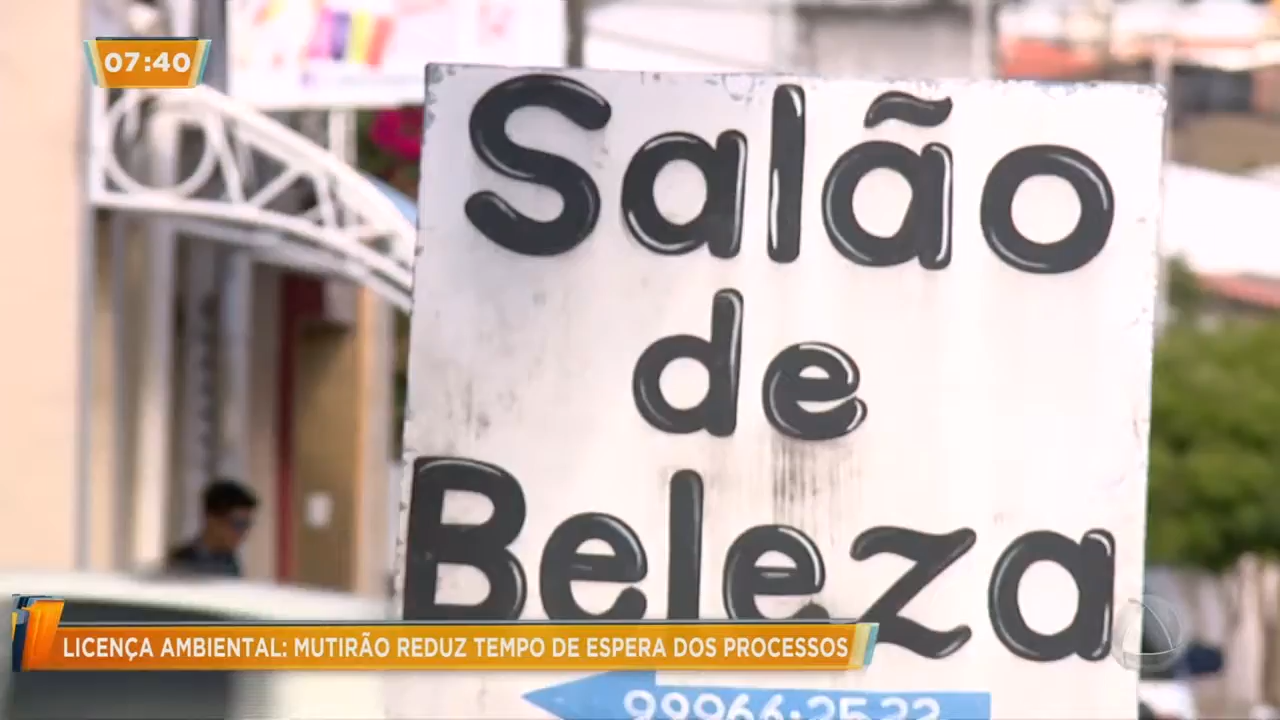 07:40
Salão
de
Beleza
LICENÇA AMBIENTAL: MUTIRÃO REDUZ TEMPO DE ESPERA DOS PROCESSOS